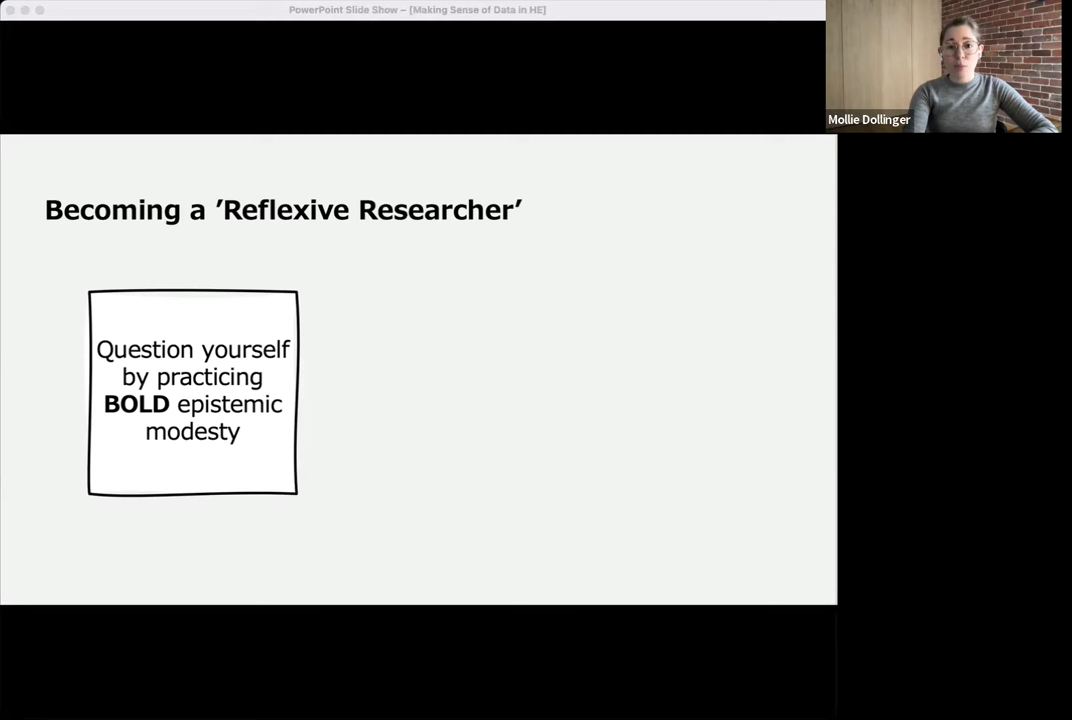 PowerPoint Slide Show – [Making Sense of Data in HE]
Mollie Dollinger
Becoming a ’Reflexive Researcher’
Question yourself
by practicing
BOLD epistemic
modesty